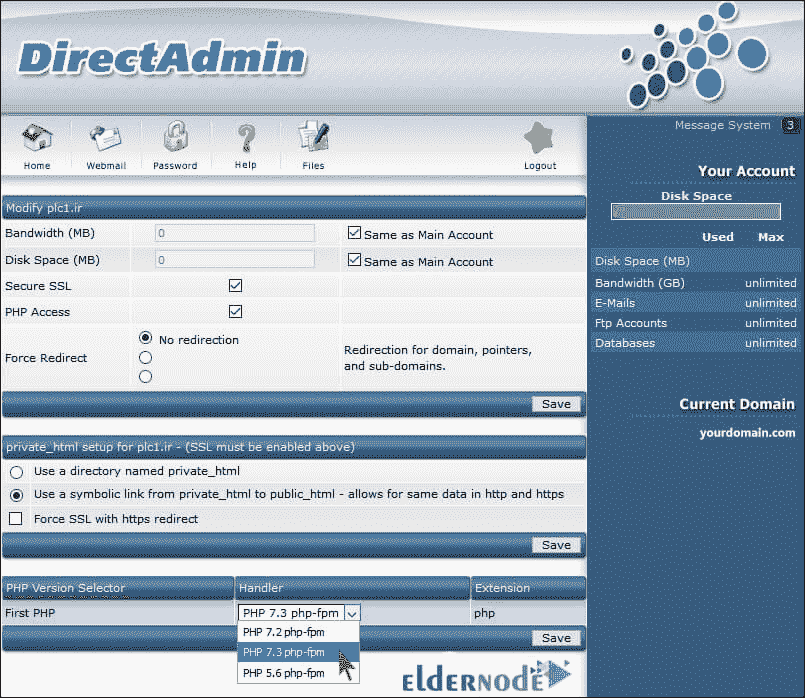 DirectAdmin
Home
Webmail
Password
Help
Files
Logout
Message System 3
Your Account
Disk Space
Used Max
Disk Space (MB)
Bandwidth (GB) unlimited
E-Mails unlimited
Ftp Accounts unlimited
Databases unlimited
Current Domain
yourdomain.com
Modify plc1.ir
Bandwidth (MB) 0 Same as Main Account
Disk Space (MB) 0 Same as Main Account
Secure SSL
PHP Access
Force Redirect
No redirection
Redirection for domain, pointers,
and sub-domains.
Save
private_html setup for plc1.ir - (SSL must be enabled above)
Use a directory named private_html
Use a symbolic link from private_html to public_html - allows for same data in http and https
Force SSL with https redirect
Save
PHP Version Selector Handler Extension
First PHP PHP 7.3 php-fpm php
PHP 7.2 php-fpm
PHP 7.3 php-fpm
PHP 5.6 php-fpm
Save
eldernode